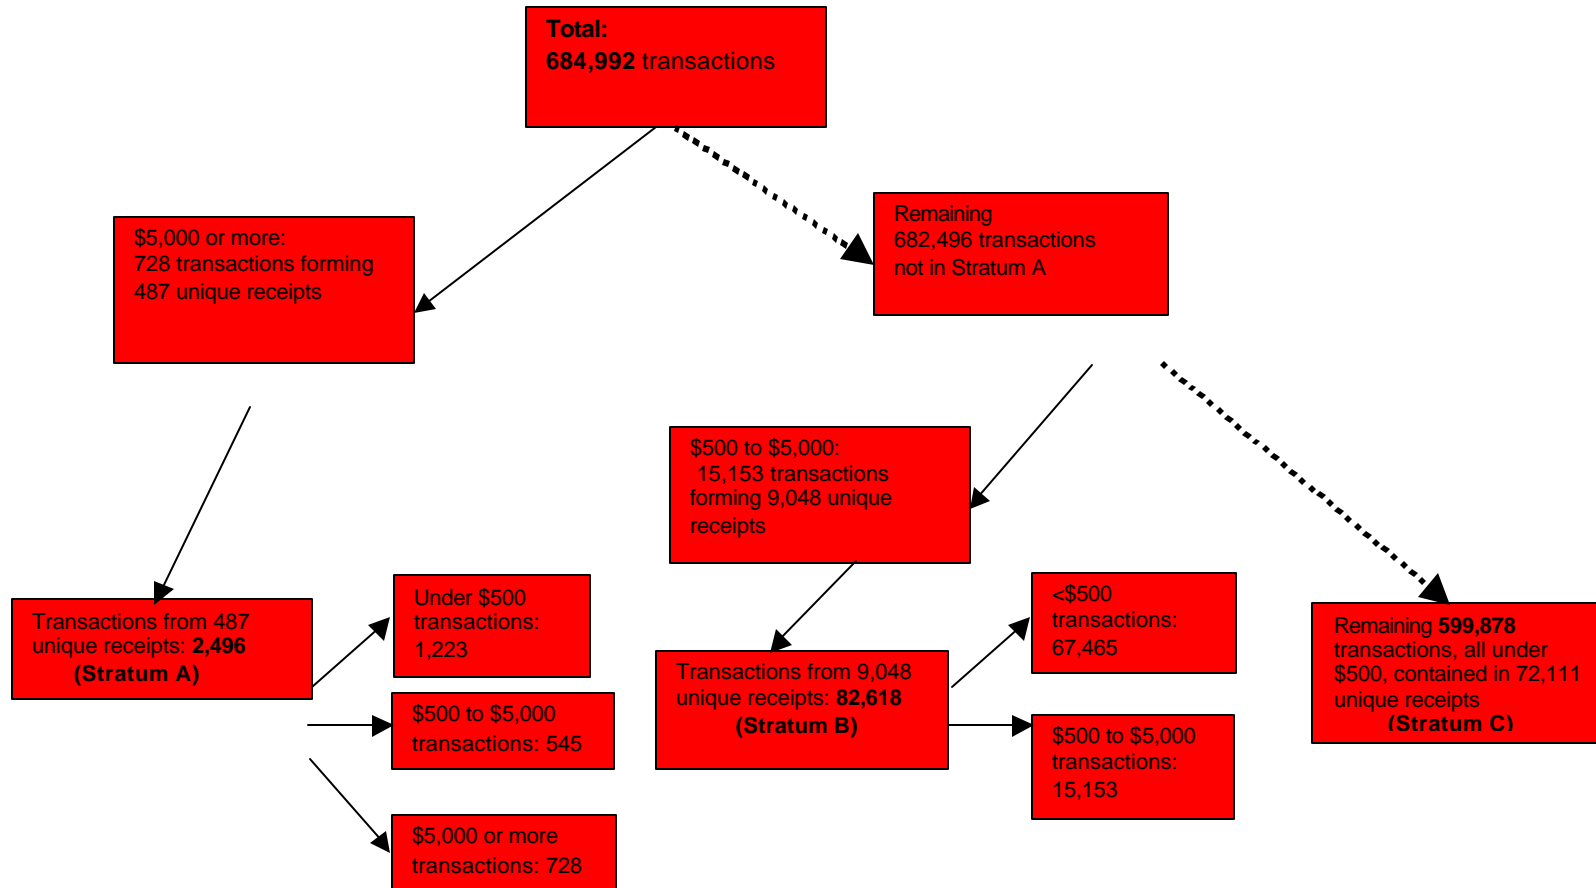 Total:
684,992 transactions
$5,000 or more:
728 transactions forming
487 unique receipts
Remaining
682,496 transactions
not in Stratum A
$500 to $5,000:
15,153 transactions
forming 9,048 unique
receipts
Transactions from 487
unique receipts: 2,496
(Stratum A)
Under $500
transactions:
1,223
$500 to $5,000
transactions: 545
$5,000 or more
transactions: 728
Transactions from 9,048
unique receipts: 82,618
(Stratum B)
<$500
transactions:
67,465
$500 to $5,000
transactions:
15,153
Remaining 599,878
transactions, all under
$500, contained in 72,111
unique receipts
(Stratum C)